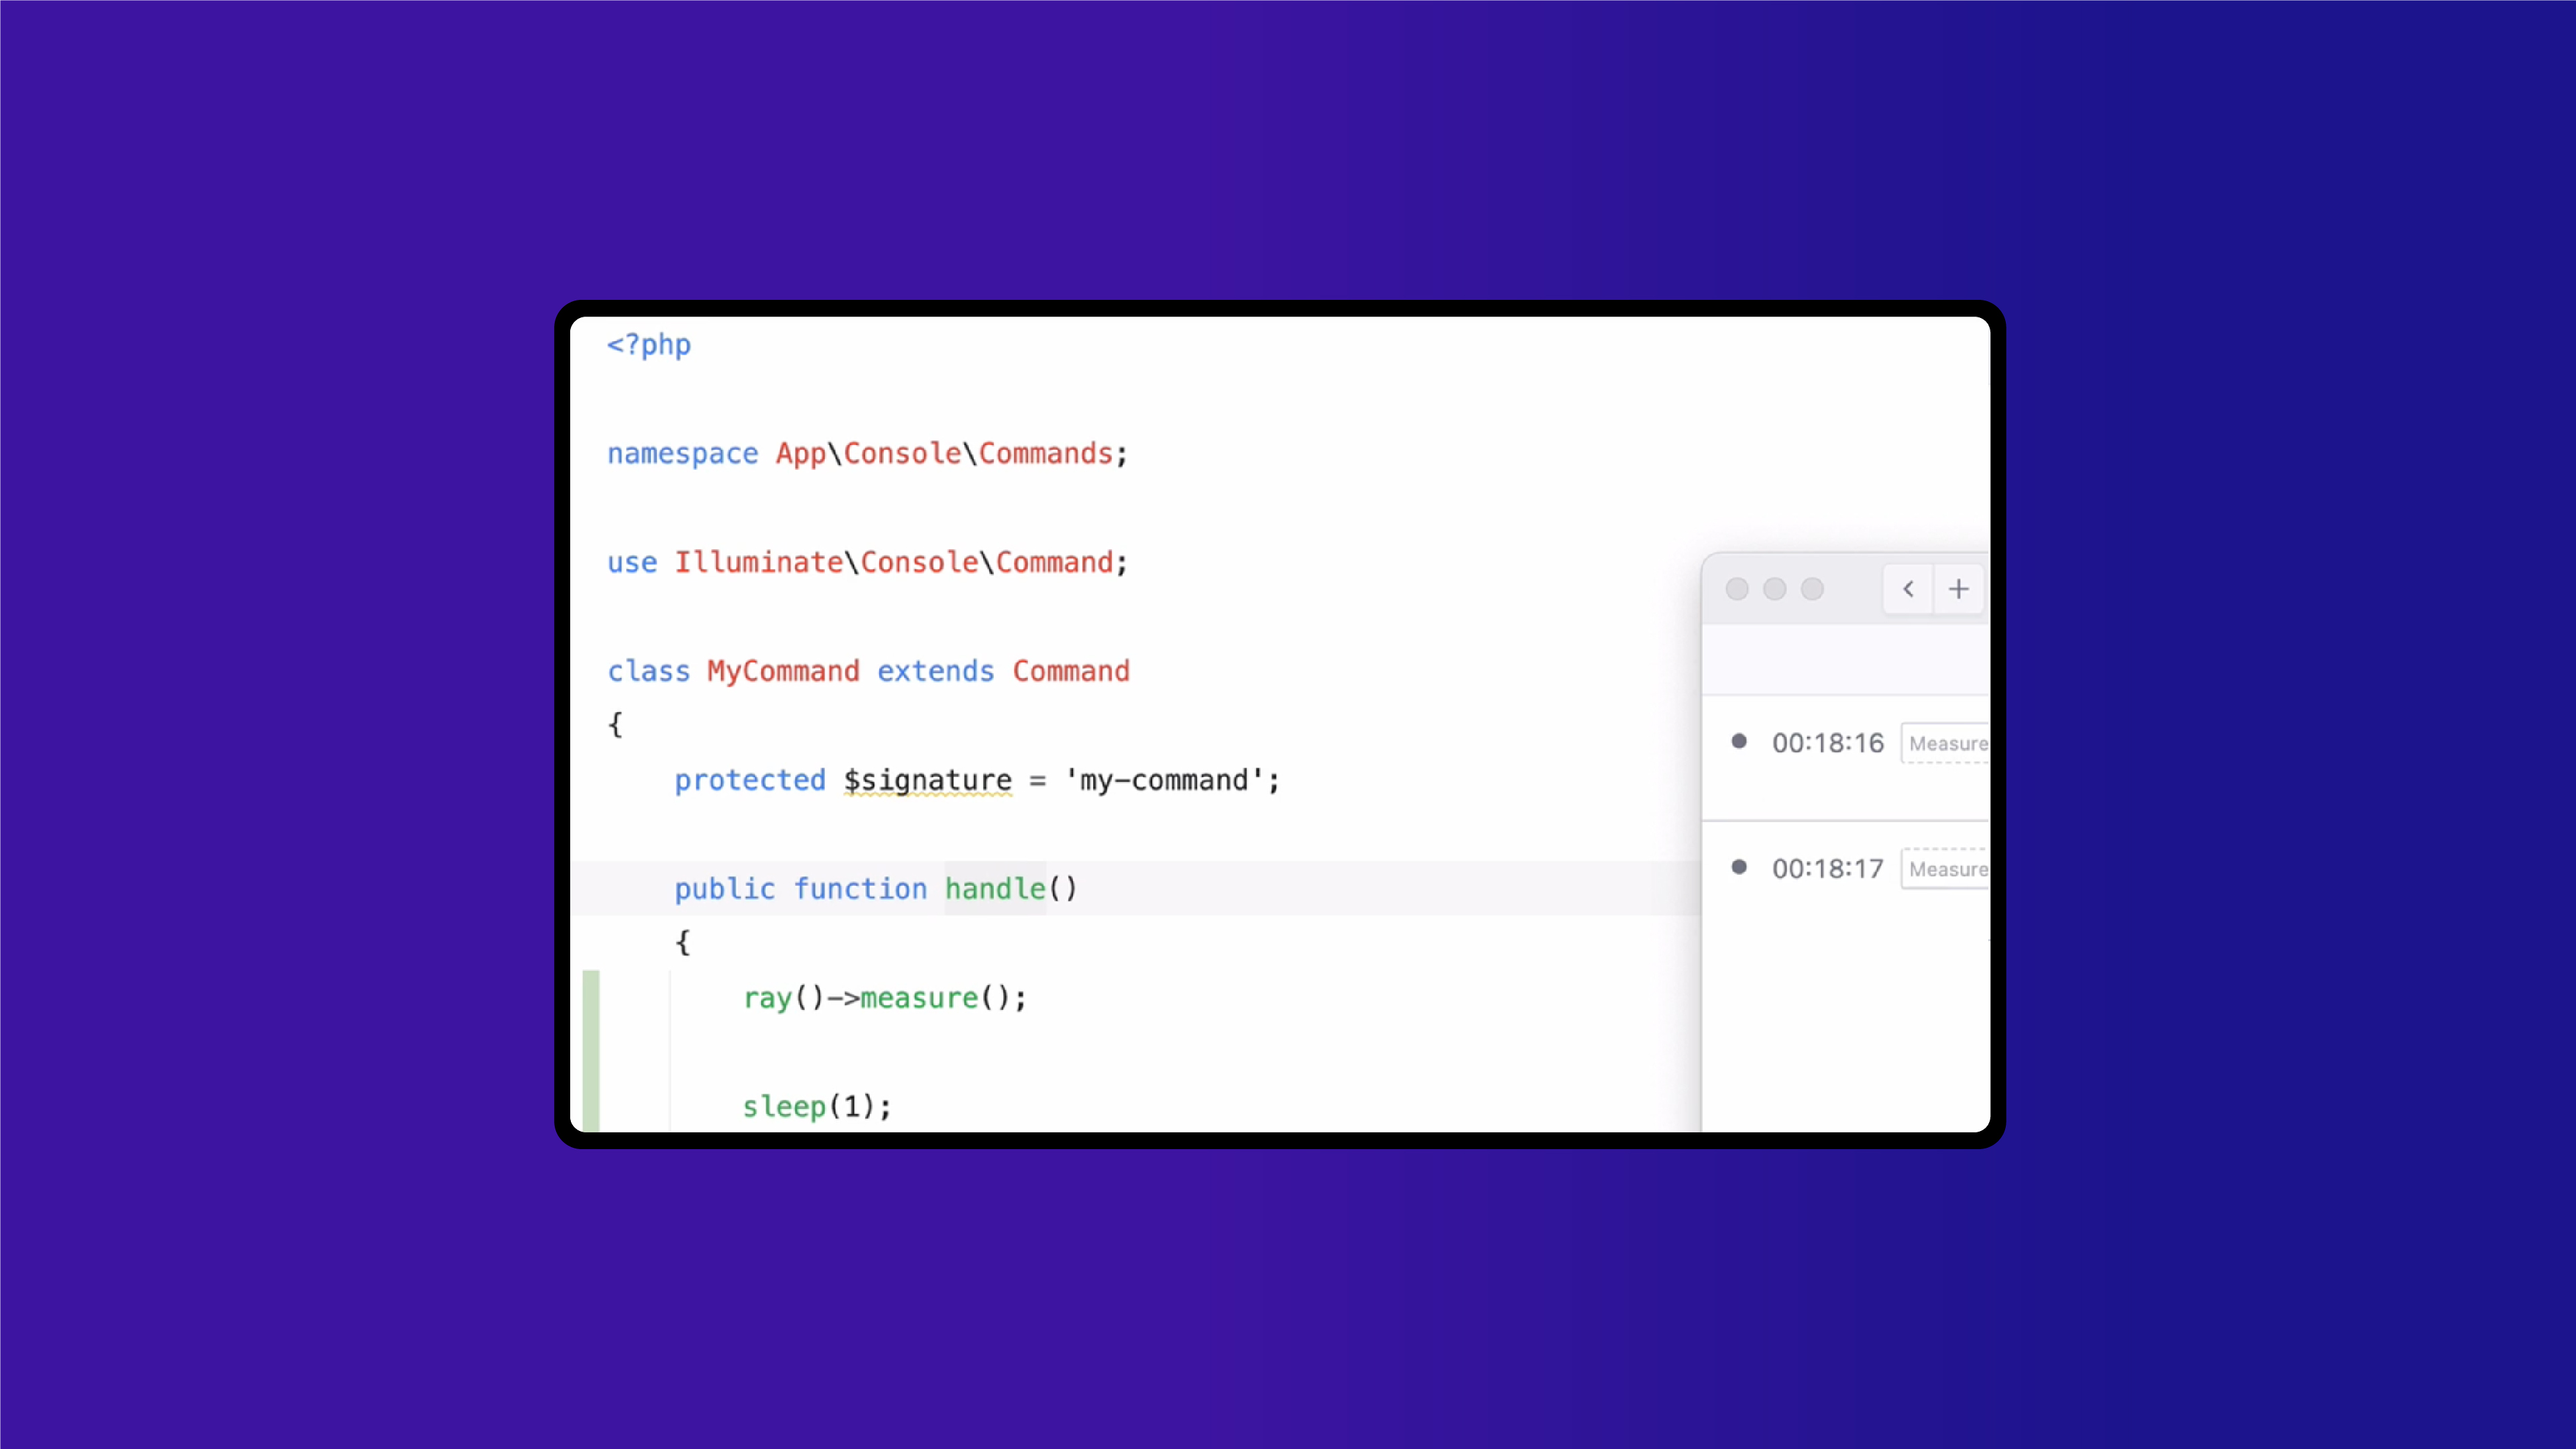 <?php
namespace App\Console\Commands;
use Illuminate\Console\Command;
class MyCommand extends Command
{
protected $signature = 'my-command';
public function handle()
{
ray()->measure();
sleep(1);
00:18:16 Measure
00:18:17 Measure